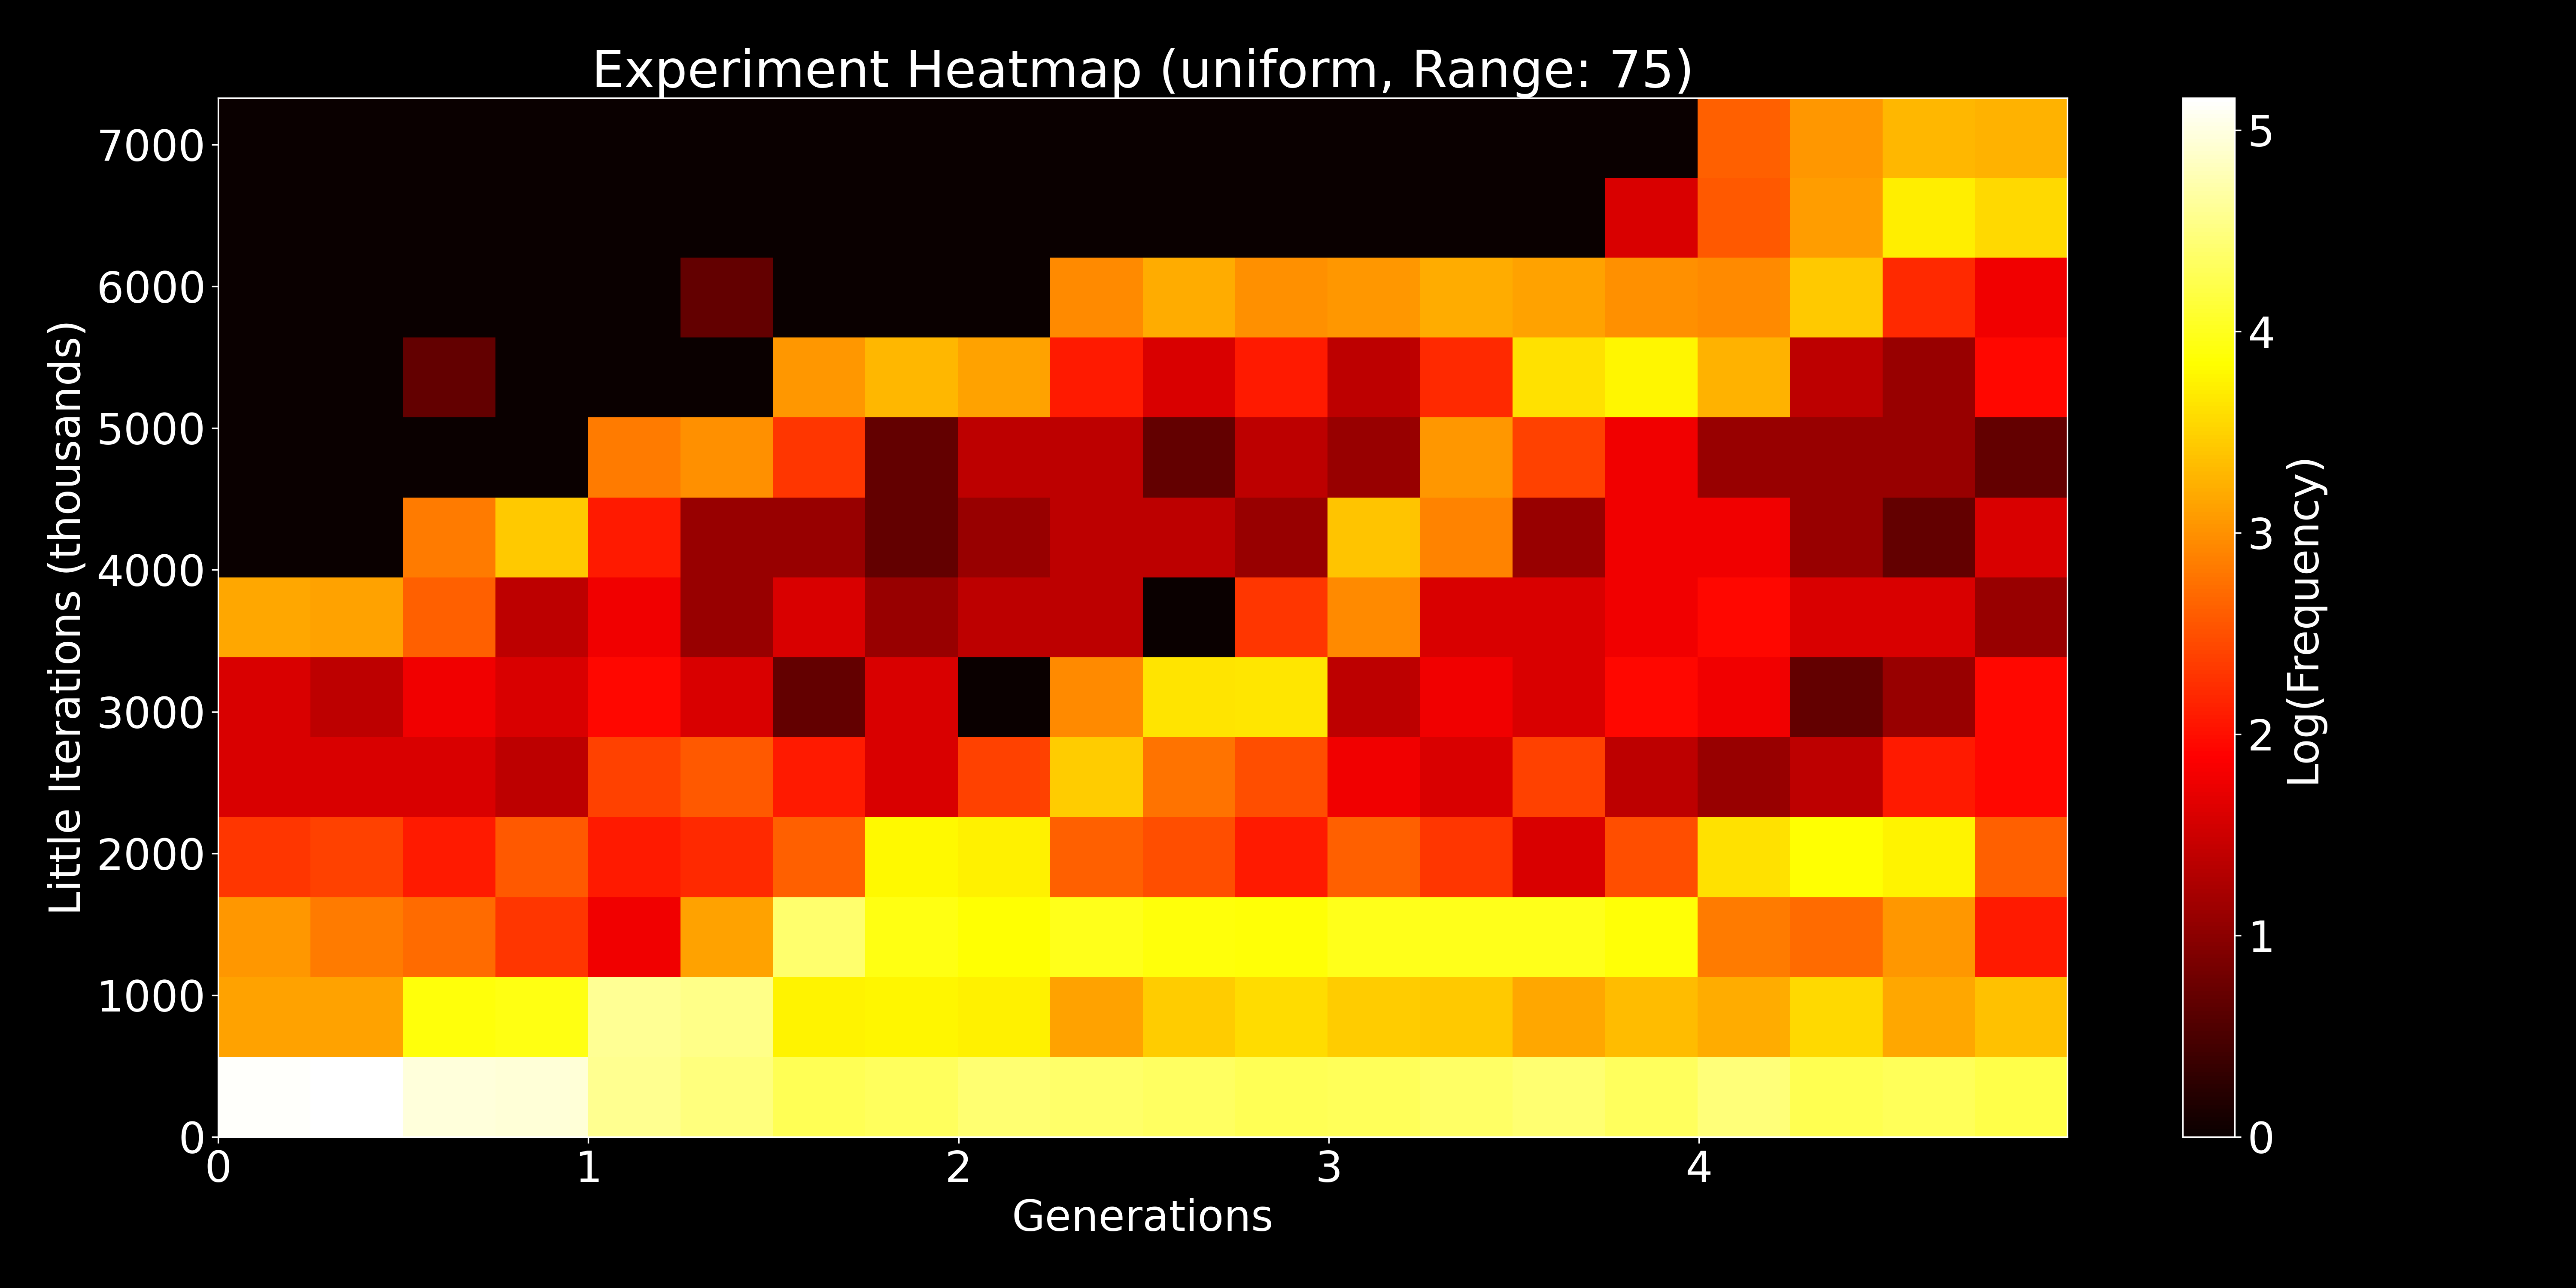 Experiment Heatmap (uniform, Range: 75)
Little Iterations (thousands)
7000
6000
5000
4000
3000
2000
1000
0
0 1 2 3 4
Generations
5
4
3
2
1
0
Log(Frequency)